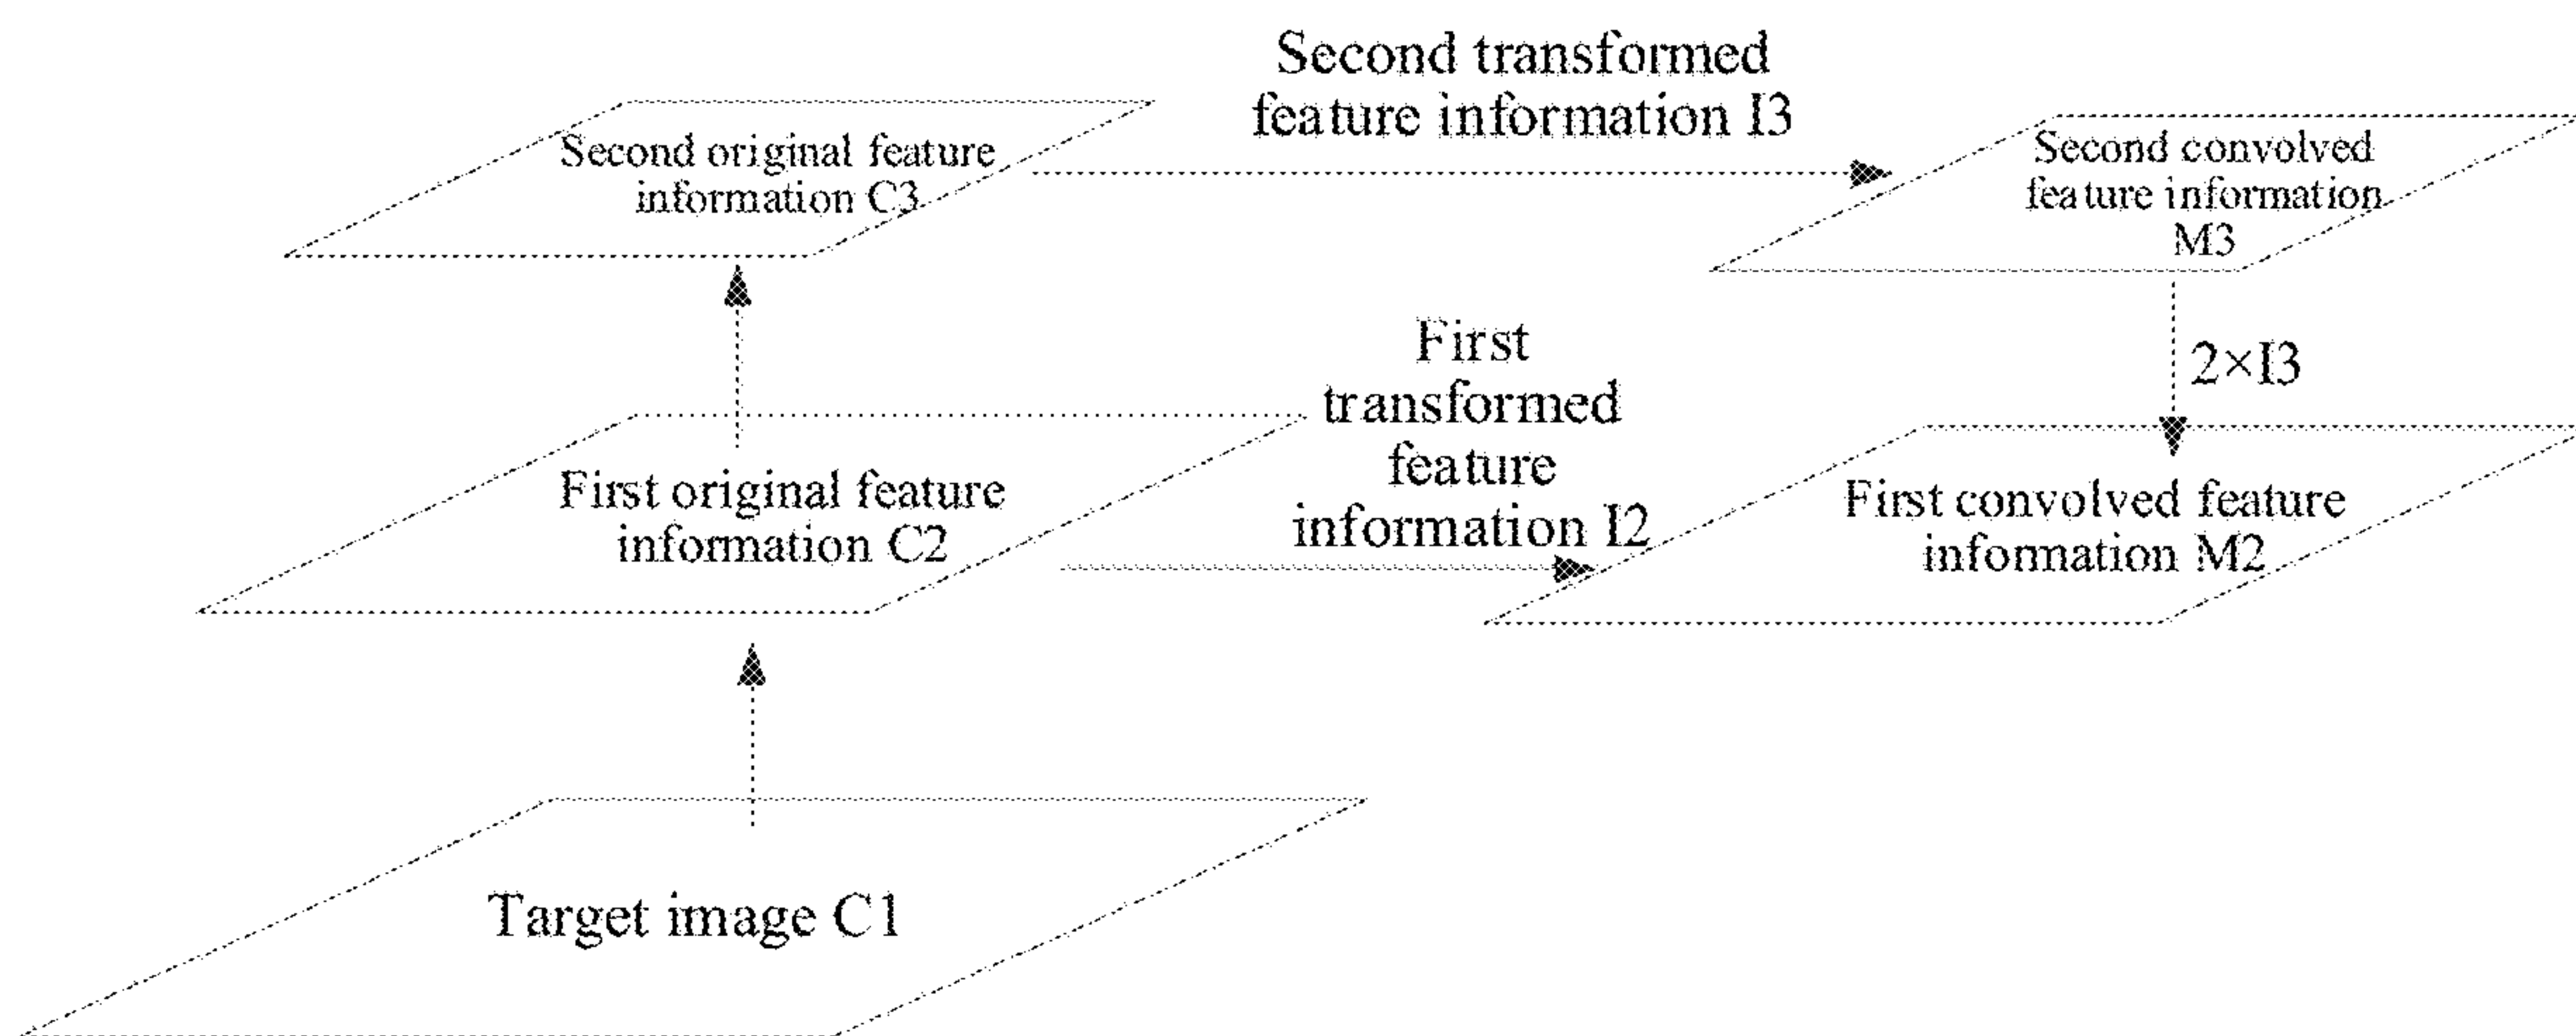 Second transformed
feature information I3
Second original feature
information C3
Second convolved
feature information
M3
First
transformed
feature
information I2
2×I3
First original feature
information C2
First convolved feature
information M2
Target image C1